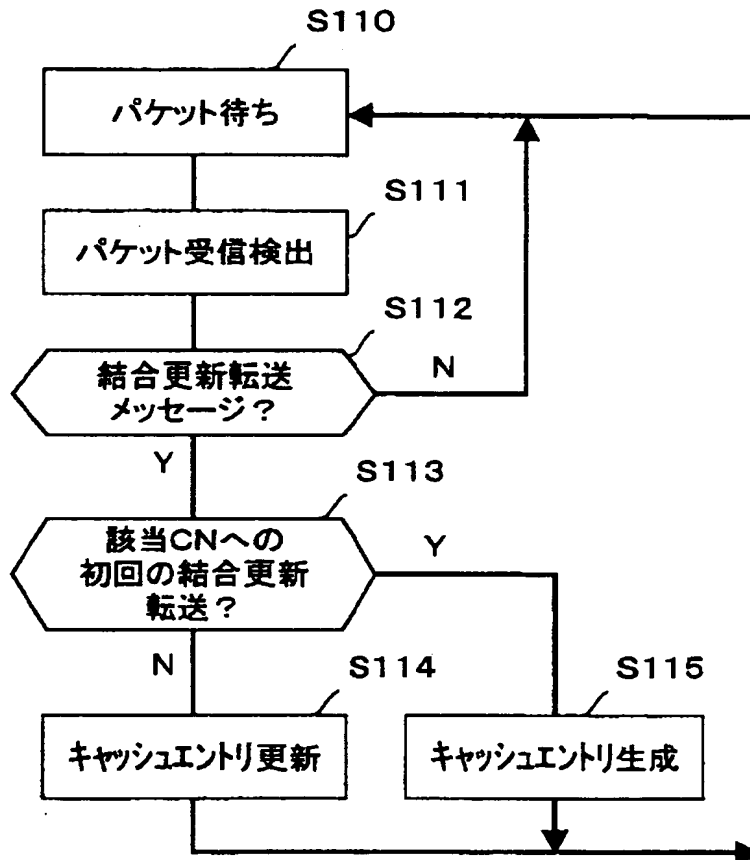 S110
パケット待ち
S111
パケット受信検出
S112
結合更新転送
メッセージ？
N
Y
S113
該当CNへの
初回の結合更新
転送？
Y
N
S114
キャッシュエントリ更新
S115
キャッシュエントリ生成